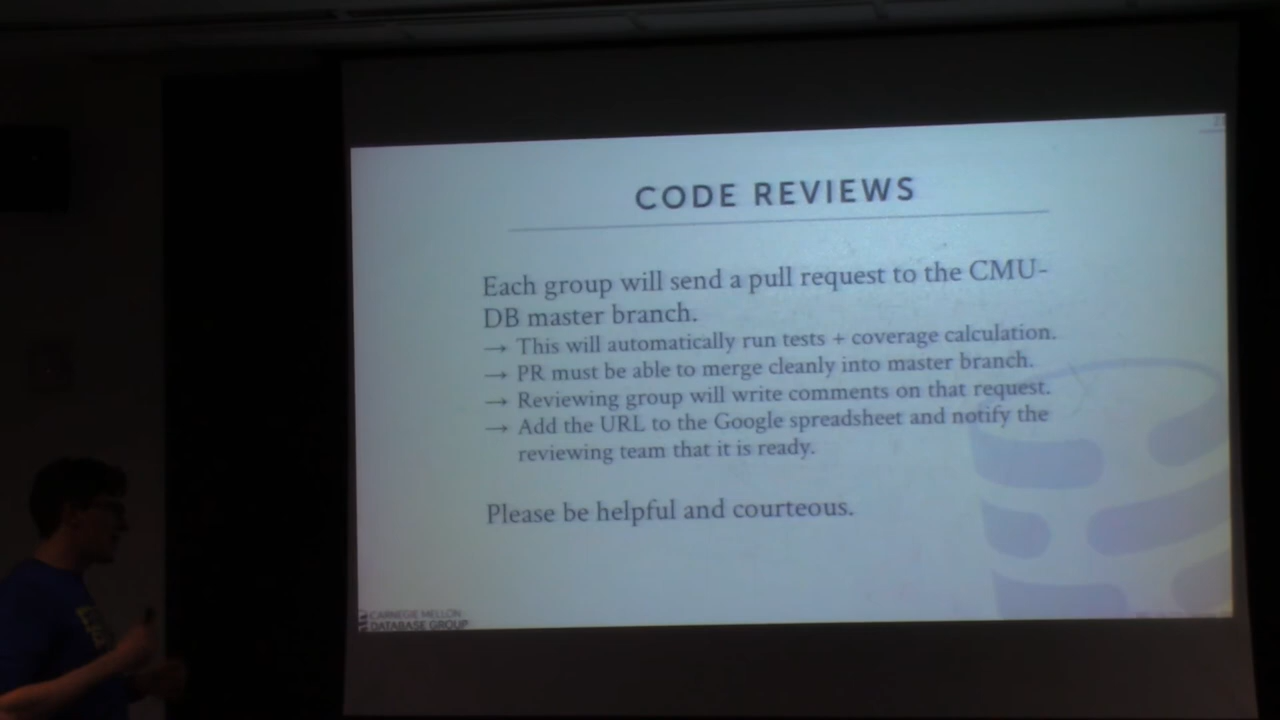 CODE REVIEWS
Each group will send a pull request to the CMU-
DB master branch.
→ This will automatically run tests + coverage calculation.
→ PR must be able to merge cleanly into master branch.
→ Reviewing group will write comments on that request.
→ Add the URL to the Google spreadsheet and notify the
reviewing team that it is ready.
Please be helpful and courteous.
CARNEGIE MELLON
DATABASE GROUP